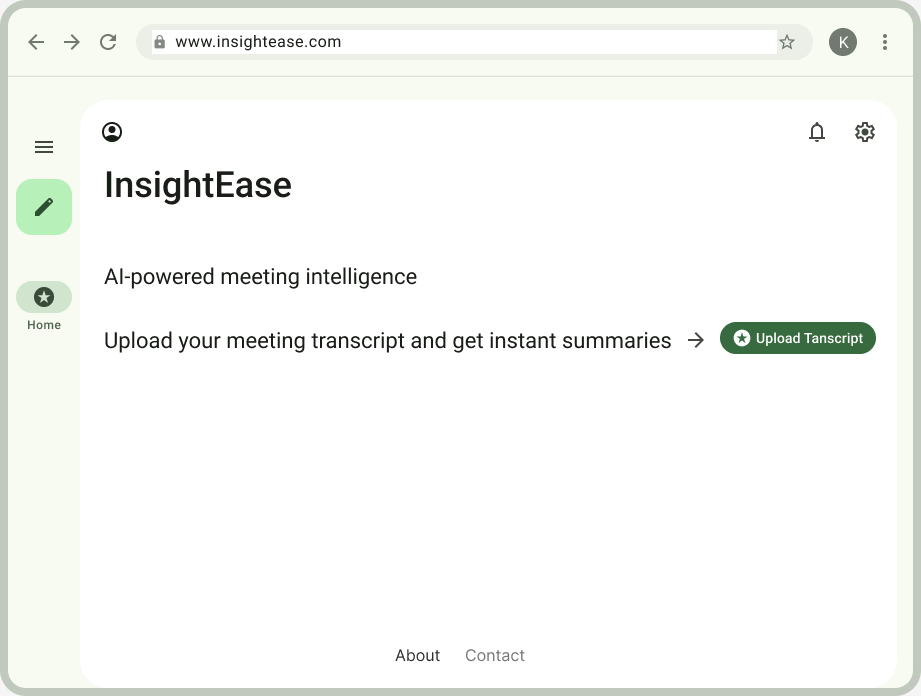 www.insightease.com
K
InsightEase
AI-powered meeting intelligence
Home
Upload your meeting transcript and get instant summaries
Upload Tanscript
About
Contact